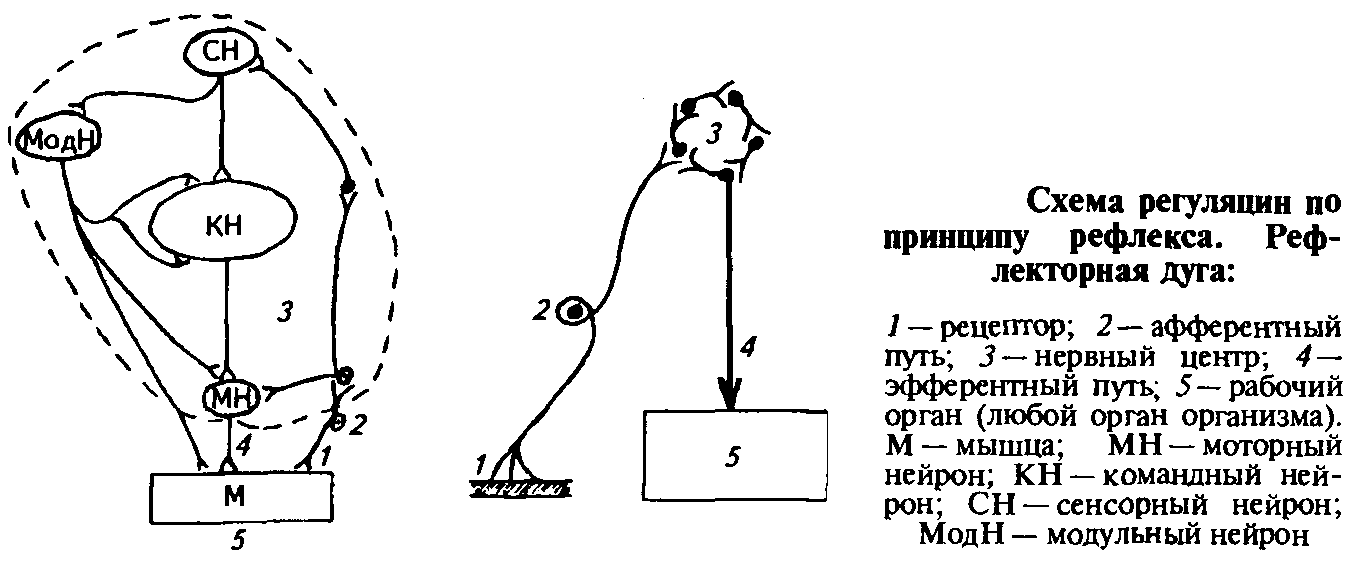 СН
МодН
КН
3
МН
2
4
1
М
5
3
2
4
1
5
Схема регуляцин по
принципу рефлекса. Реф-
лекторная дуга:
1 — рецептор; 2 — афферентный
путь; 3 — нервный центр; 4 —
эфферентный путь; 5 — рабочий
орган (любой орган организма).
М — мышца; МН — моторный
нейрон; КН — командный ней-
рон; СН — сенсорный нейрон;
МодН — модульный нейрон